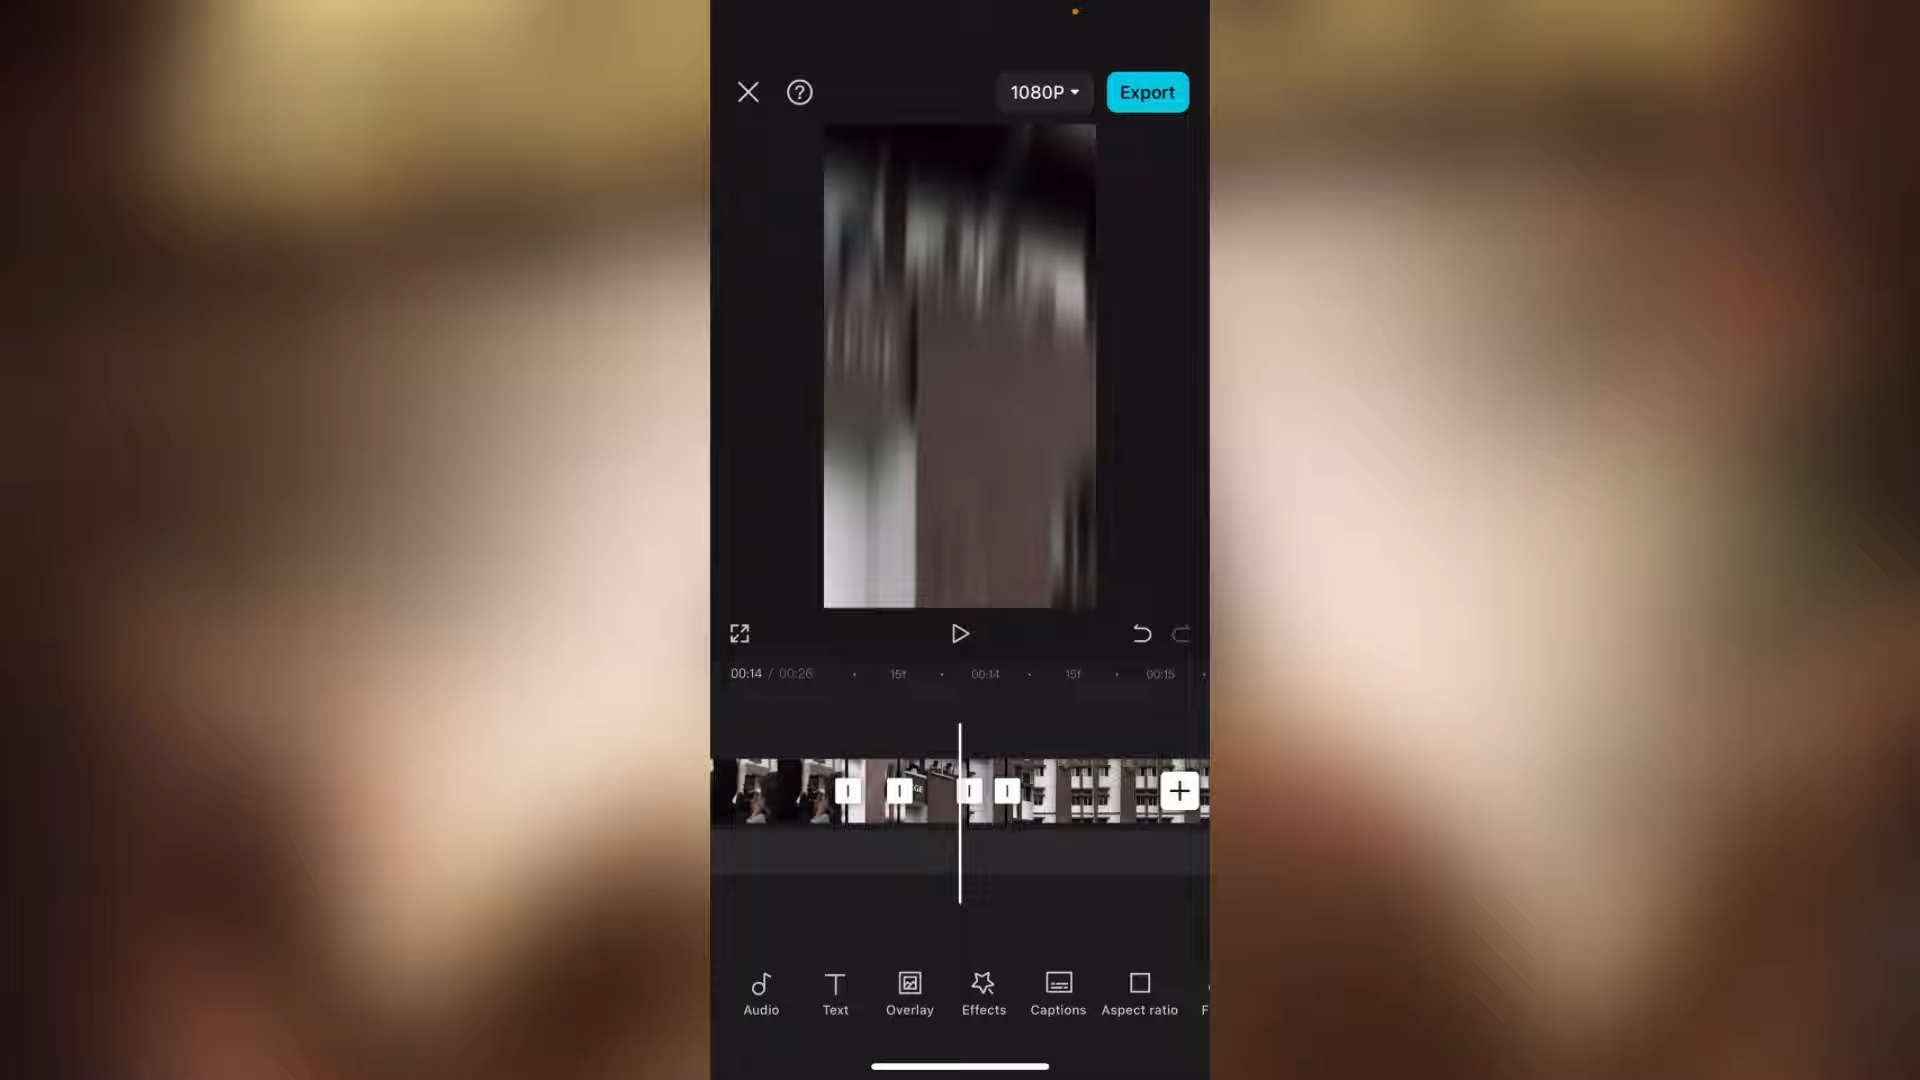 1080P
Export
00:14 / 00:26
15f
00:14
15f
00:15
GE
Audio
Text
Overlay
Effects
Captions
Aspect ratio
F